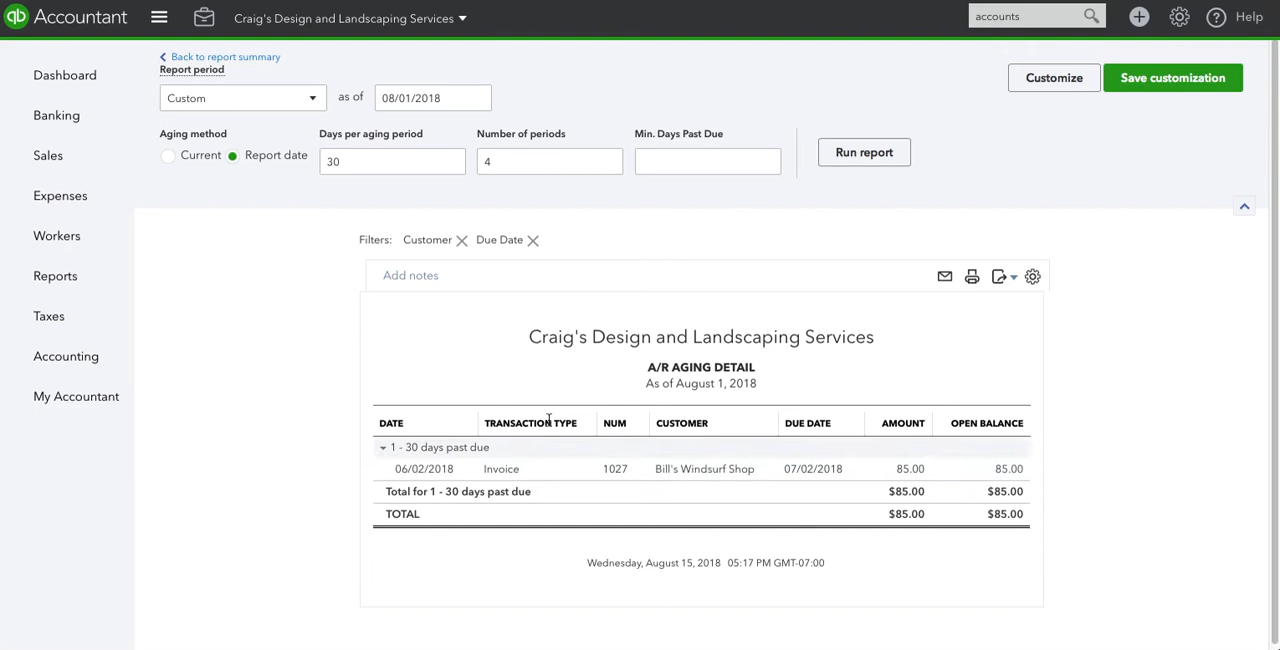 qb Accountant
Craig's Design and Landscaping Services
accounts
Help
Dashboard
Banking
Sales
Expenses
Workers
Reports
Taxes
Accounting
My Accountant
Back to report summary
Report period
Custom
as of
08/01/2018
Customize
Save customization
Aging method
Current
Report date
Days per aging period
30
Number of periods
4
Min. Days Past Due
Run report
Filters: Customer Due Date
Add notes
Craig's Design and Landscaping Services
A/R AGING DETAIL
As of August 1, 2018
DATE TRANSACTION TYPE NUM CUSTOMER DUE DATE AMOUNT OPEN BALANCE
1 - 30 days past due
06/02/2018 Invoice 1027 Bill's Windsurf Shop 07/02/2018 85.00 85.00
Total for 1 - 30 days past due $85.00 $85.00
TOTAL $85.00 $85.00
Wednesday, August 15, 2018 05:17 PM GMT-07:00